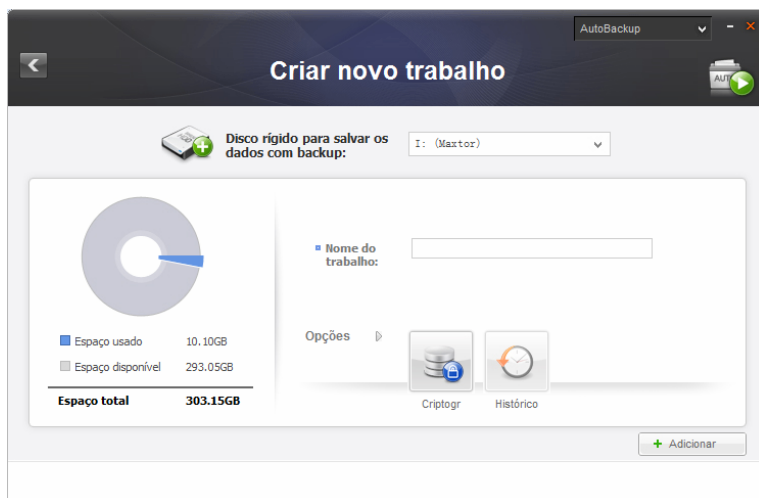 AutoBackup
Criar novo trabalho
AUTO
Disco rígido para salvar os
dados com backup:
I: (Maxtor)
Nome do
trabalho:
Espaço usado 10.10GB
Espaço disponível 293.05GB
Espaço total 303.15GB
Opções
Criptogr Histórico
+ Adicionar